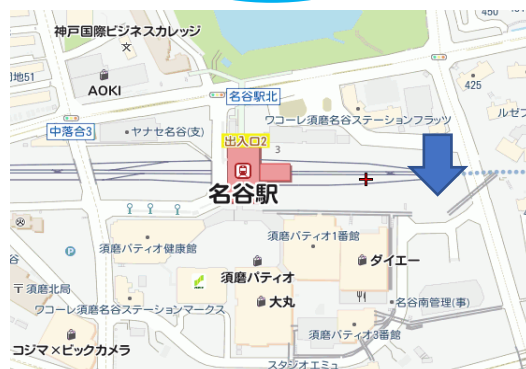 神戸国際ビジネスカレッジ
450
地51
AOKI
425
名谷駅北
ワコーレ須磨名谷ステーションフラッツ
ルゼフ
中落合3
ヤナセ名谷(支)
出入口2
3
名谷駅
須磨パティオ健康館
須磨パティオ1番館
P
谷
須磨パティオ
ダイエー
〒須磨北局
大丸
名谷南管理(事)
ワコーレ須磨名谷ステーションマークス
須磨パティオ3番館
コジマ×ビックカメラ
スタジオエミュ